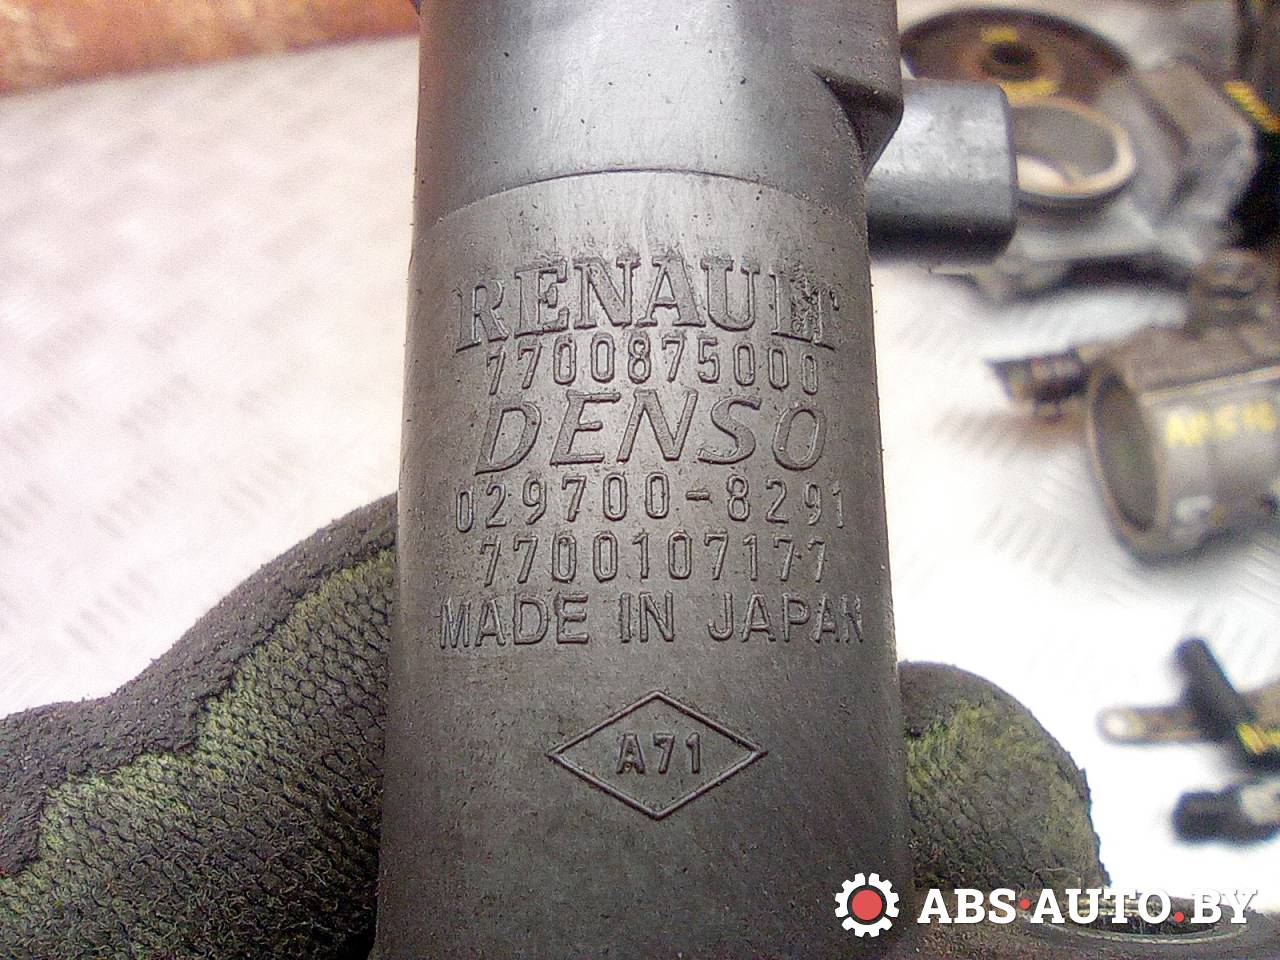 RENAULT
7700875000
DENSO
029700-8291
7700107177
MADE IN JAPAN
A71
ABS·AUTO.BY